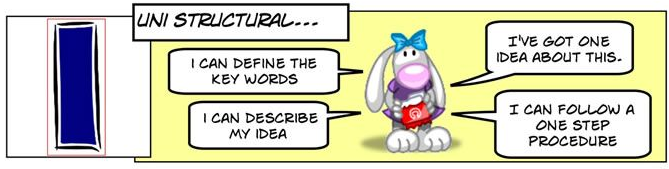 UNI STRUCTURAL...
I CAN DEFINE THE
KEY WORDS
I'VE GOT ONE
IDEA ABOUT THIS.
I CAN DESCRIBE
MY IDEA
I CAN FOLLOW A
ONE STEP
PROCEDURE